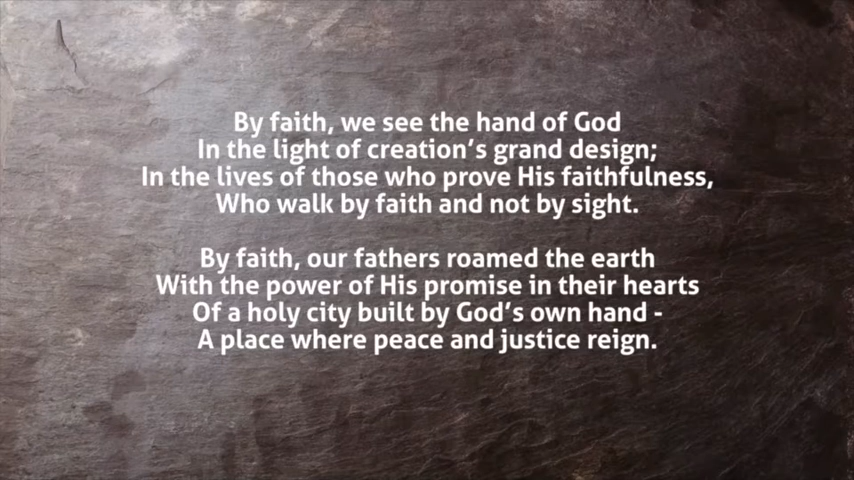 By faith, we see the hand of God
In the light of creation's grand design;
In the lives of those who prove His faithfulness,
Who walk by faith and not by sight.
By faith, our fathers roamed the earth
With the power of His promise in their hearts
Of a holy city built by God's own hand -
A place where peace and justice reign.